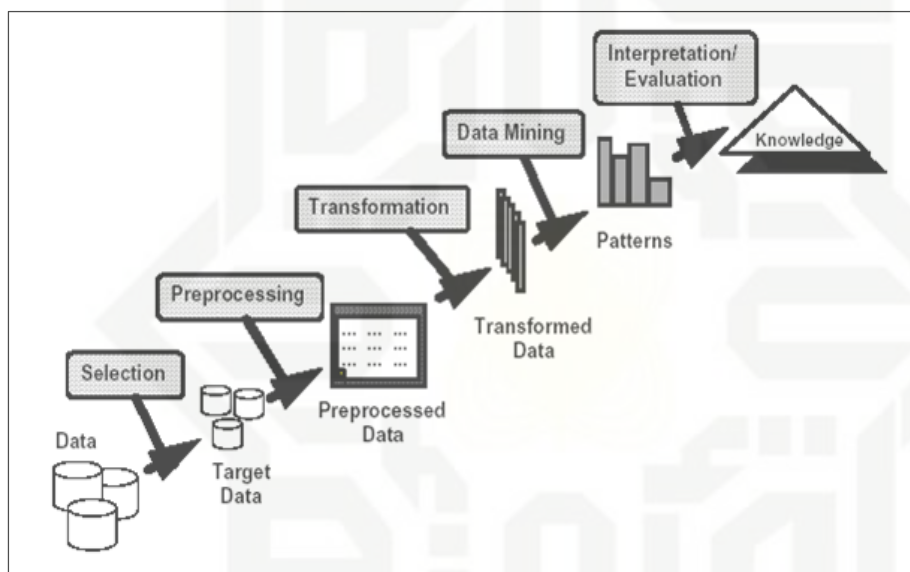 Interpretation/
Evaluation
Knowledge
Data Mining
Patterns
Transformation
Transformed
Data
Preprocessing
Preprocessed
Data
Selection
Target
Data
Data